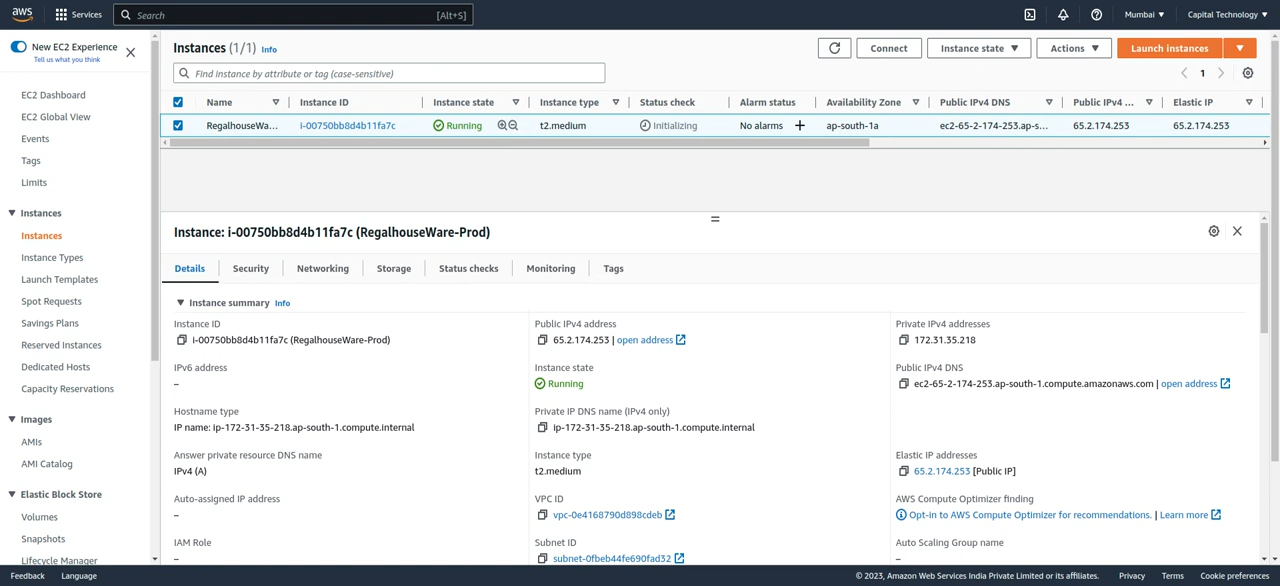 aws Services Search [Alt+S] Mumbai Capital Technology
New EC2 Experience
Tell us what you think
EC2 Dashboard
EC2 Global View
Events
Tags
Limits
Instances
Instances
Instance Types
Launch Templates
Spot Requests
Savings Plans
Reserved Instances
Dedicated Hosts
Capacity Reservations
Images
AMIs
AMI Catalog
Elastic Block Store
Volumes
Snapshots
Lifecycle Manager
Instances (1/1) Info
Connect Instance state Actions Launch instances
Find instance by attribute or tag (case-sensitive)
1
Name Instance ID Instance state Instance type Status check Alarm status Availability Zone Public IPv4 DNS Public IPv4 ... Elastic IP
RegalhouseWa... i-00750bb8d4b11fa7c Running t2.medium Initializing No alarms + ap-south-1a ec2-65-2-174-253.ap-s... 65.2.174.253 65.2.174.253
Instance: i-00750bb8d4b11fa7c (RegalhouseWare-Prod)
Details Security Networking Storage Status checks Monitoring Tags
Instance summary Info
Instance ID
i-00750bb8d4b11fa7c (RegalhouseWare-Prod)
Public IPv4 address
65.2.174.253 | open address
Private IPv4 addresses
172.31.35.218
IPv6 address
–
Instance state
Running
Public IPv4 DNS
ec2-65-2-174-253.ap-south-1.compute.amazonaws.com | open address
Hostname type
IP name: ip-172-31-35-218.ap-south-1.compute.internal
Private IP DNS name (IPv4 only)
ip-172-31-35-218.ap-south-1.compute.internal
Answer private resource DNS name
IPv4 (A)
Instance type
t2.medium
Elastic IP addresses
65.2.174.253 [Public IP]
Auto-assigned IP address
–
VPC ID
vpc-0e4168790d898cdeb
AWS Compute Optimizer finding
Opt-in to AWS Compute Optimizer for recommendations. | Learn more
IAM Role
–
Subnet ID
subnet-0fbeb44fe690fad32
Auto Scaling Group name
–
Feedback Language © 2023, Amazon Web Services India Private Limited or its affiliates. Privacy Terms Cookie preferences